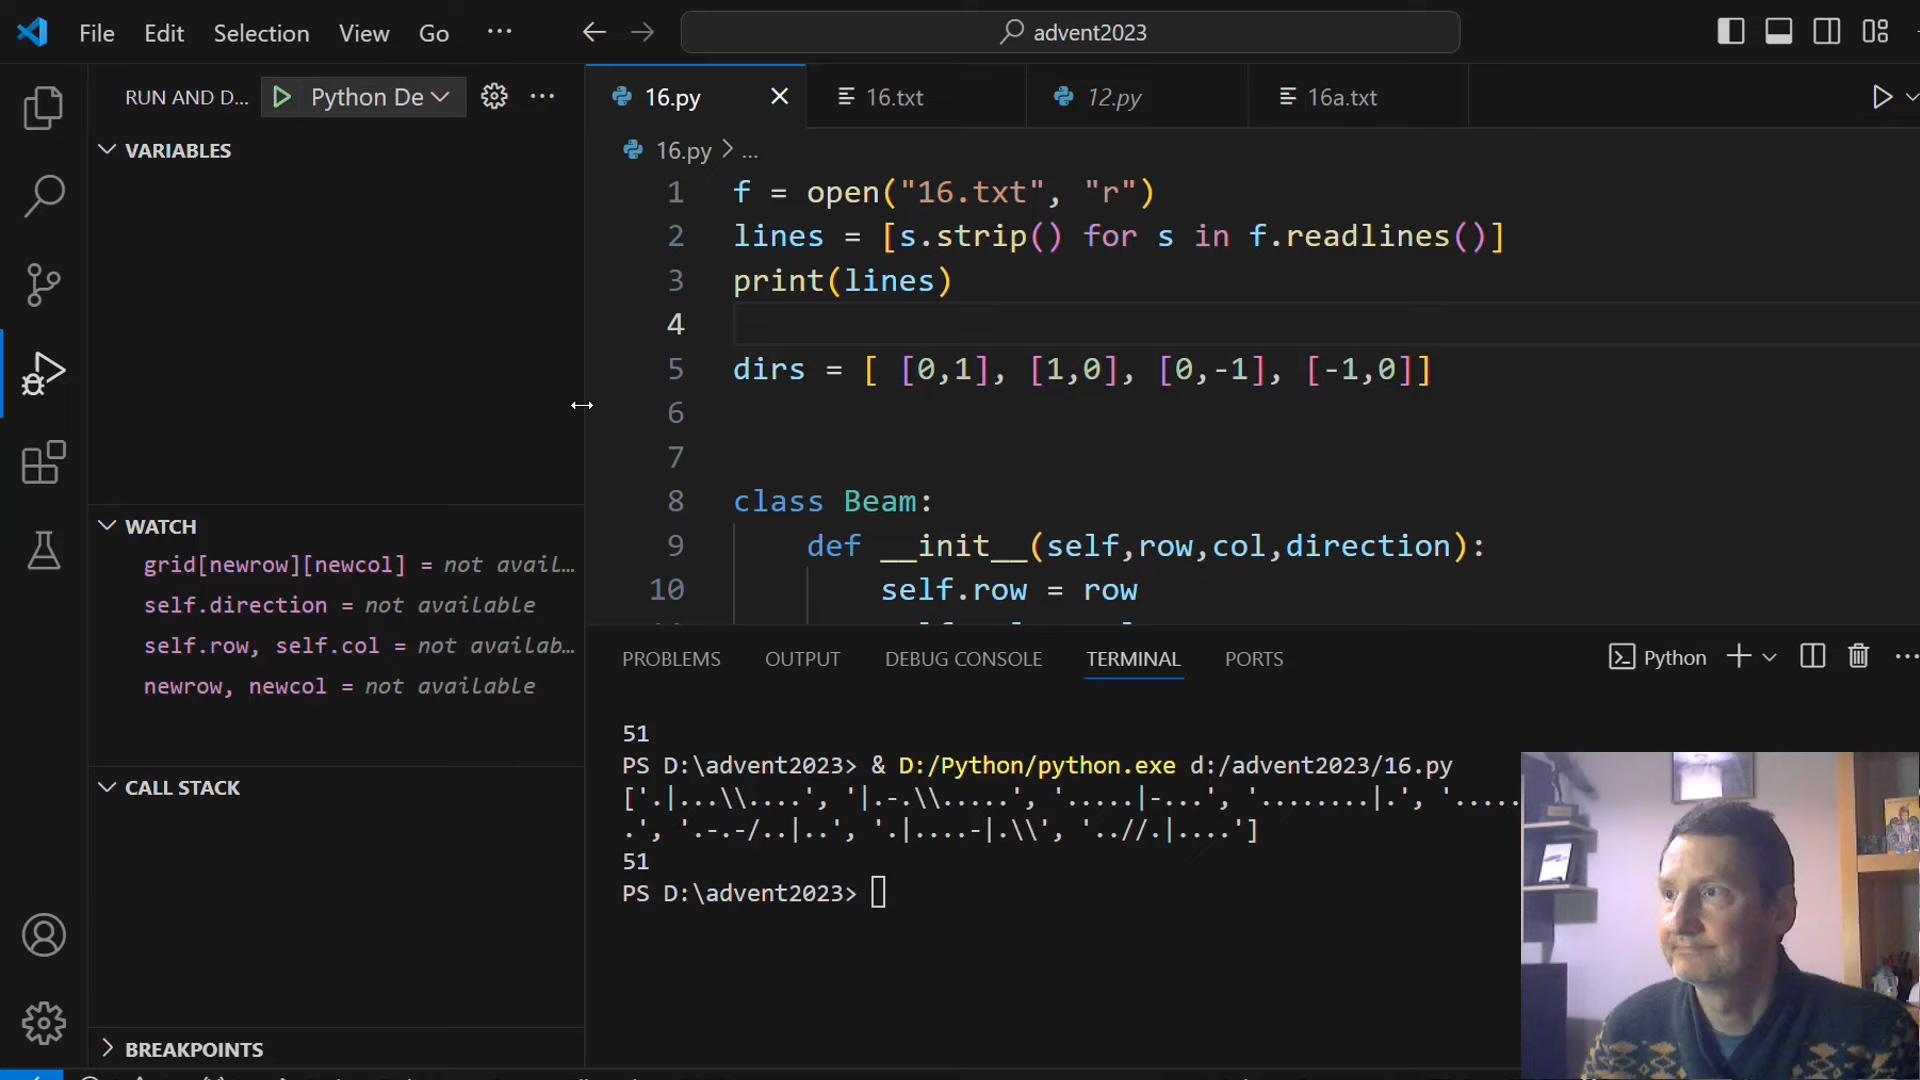 File Edit Selection View Go ... advent2023
RUN AND D... Python De
16.py 16.txt 12.py 16a.txt
VARIABLES
16.py > ...
1 f = open("16.txt", "r")
2 lines = [s.strip() for s in f.readlines()]
3 print(lines)
4
5 dirs = [ [0,1], [1,0], [0,-1], [-1,0]]
6
7
8 class Beam:
9 def __init__(self,row,col,direction):
10 self.row = row
WATCH
grid[newrow][newcol] = not avail...
self.direction = not available
self.row, self.col = not availab...
newrow, newcol = not available
CALL STACK
BREAKPOINTS
PROBLEMS OUTPUT DEBUG CONSOLE TERMINAL PORTS Python
51
PS D:\advent2023> & D:/Python/python.exe d:/advent2023/16.py
['.|...\\....', '|.-.\\.....', '.....|-...', '........|.', '.....
.', '.-.-/..|..', '.|....-|.\\', '..//.|....']
51
PS D:\advent2023>